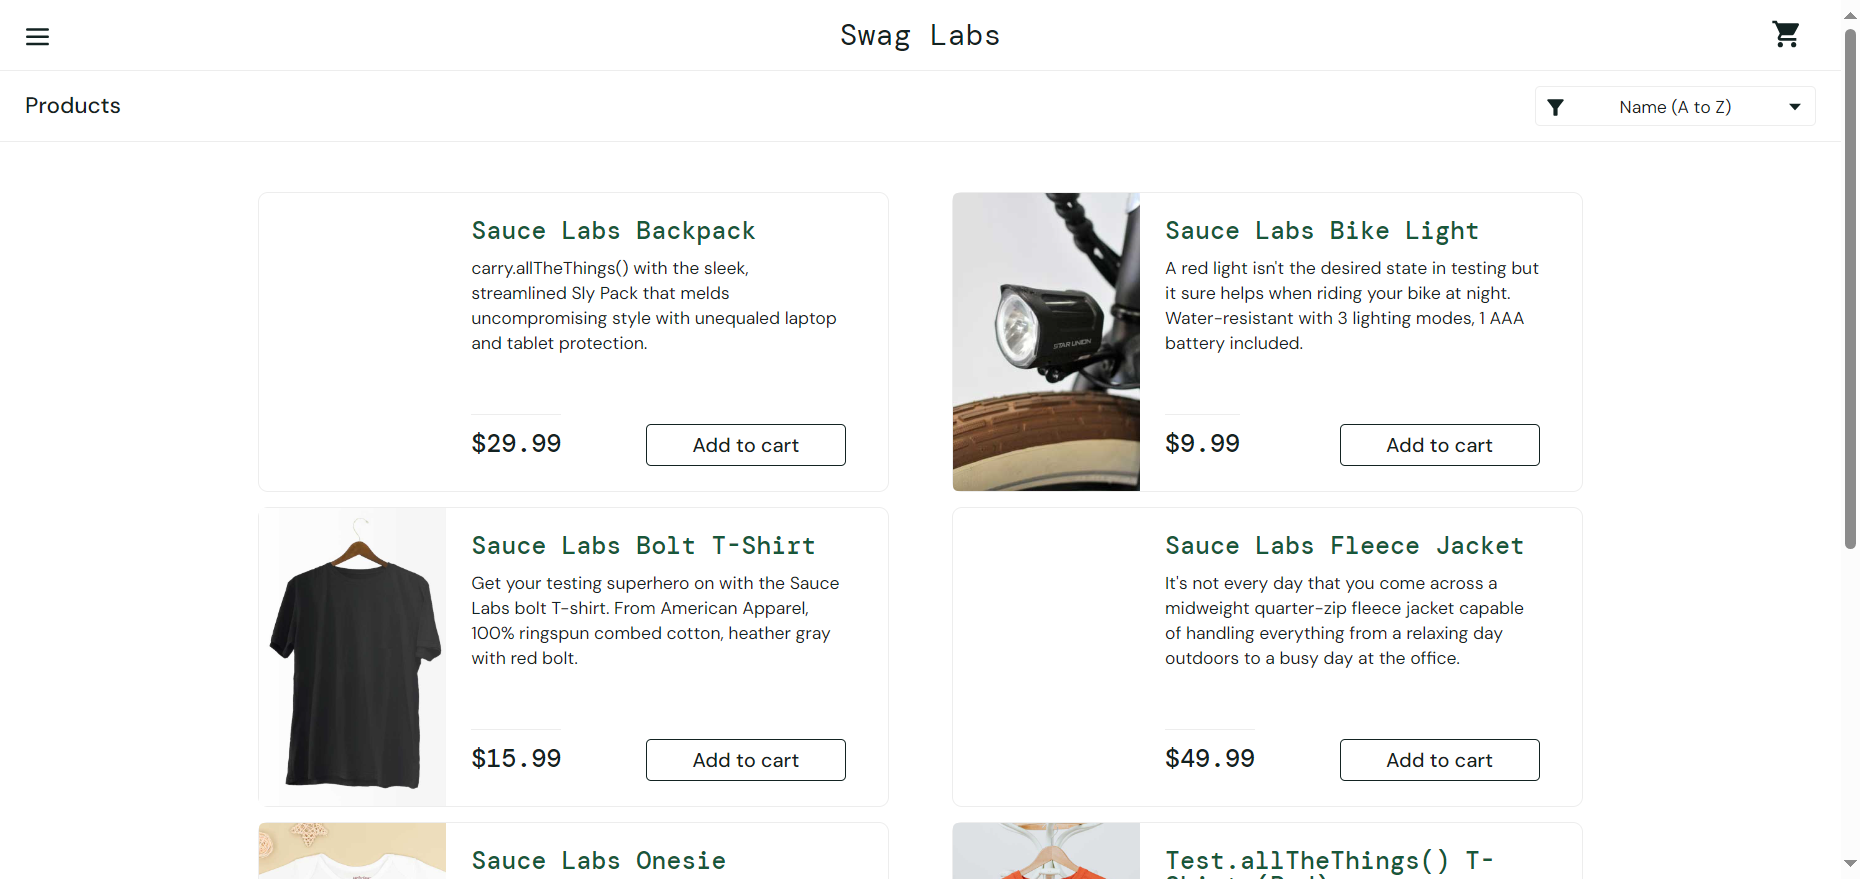 Swag Labs
Products
Name (A to Z)
Sauce Labs Backpack
carry.allTheThings() with the sleek,
streamlined Sly Pack that melds
uncompromising style with unequaled laptop
and tablet protection.
$29.99
Add to cart
STAR UNION
Sauce Labs Bike Light
A red light isn't the desired state in testing but
it sure helps when riding your bike at night.
Water-resistant with 3 lighting modes, 1 AAA
battery included.
$9.99
Add to cart
Sauce Labs Bolt T-Shirt
Get your testing superhero on with the Sauce
Labs bolt T-shirt. From American Apparel,
100% ringspun combed cotton, heather gray
with red bolt.
$15.99
Add to cart
Sauce Labs Fleece Jacket
It's not every day that you come across a
midweight quarter-zip fleece jacket capable
of handling everything from a relaxing day
outdoors to a busy day at the office.
$49.99
Add to cart
Sauce Labs Onesie
Test.allTheThings() T-